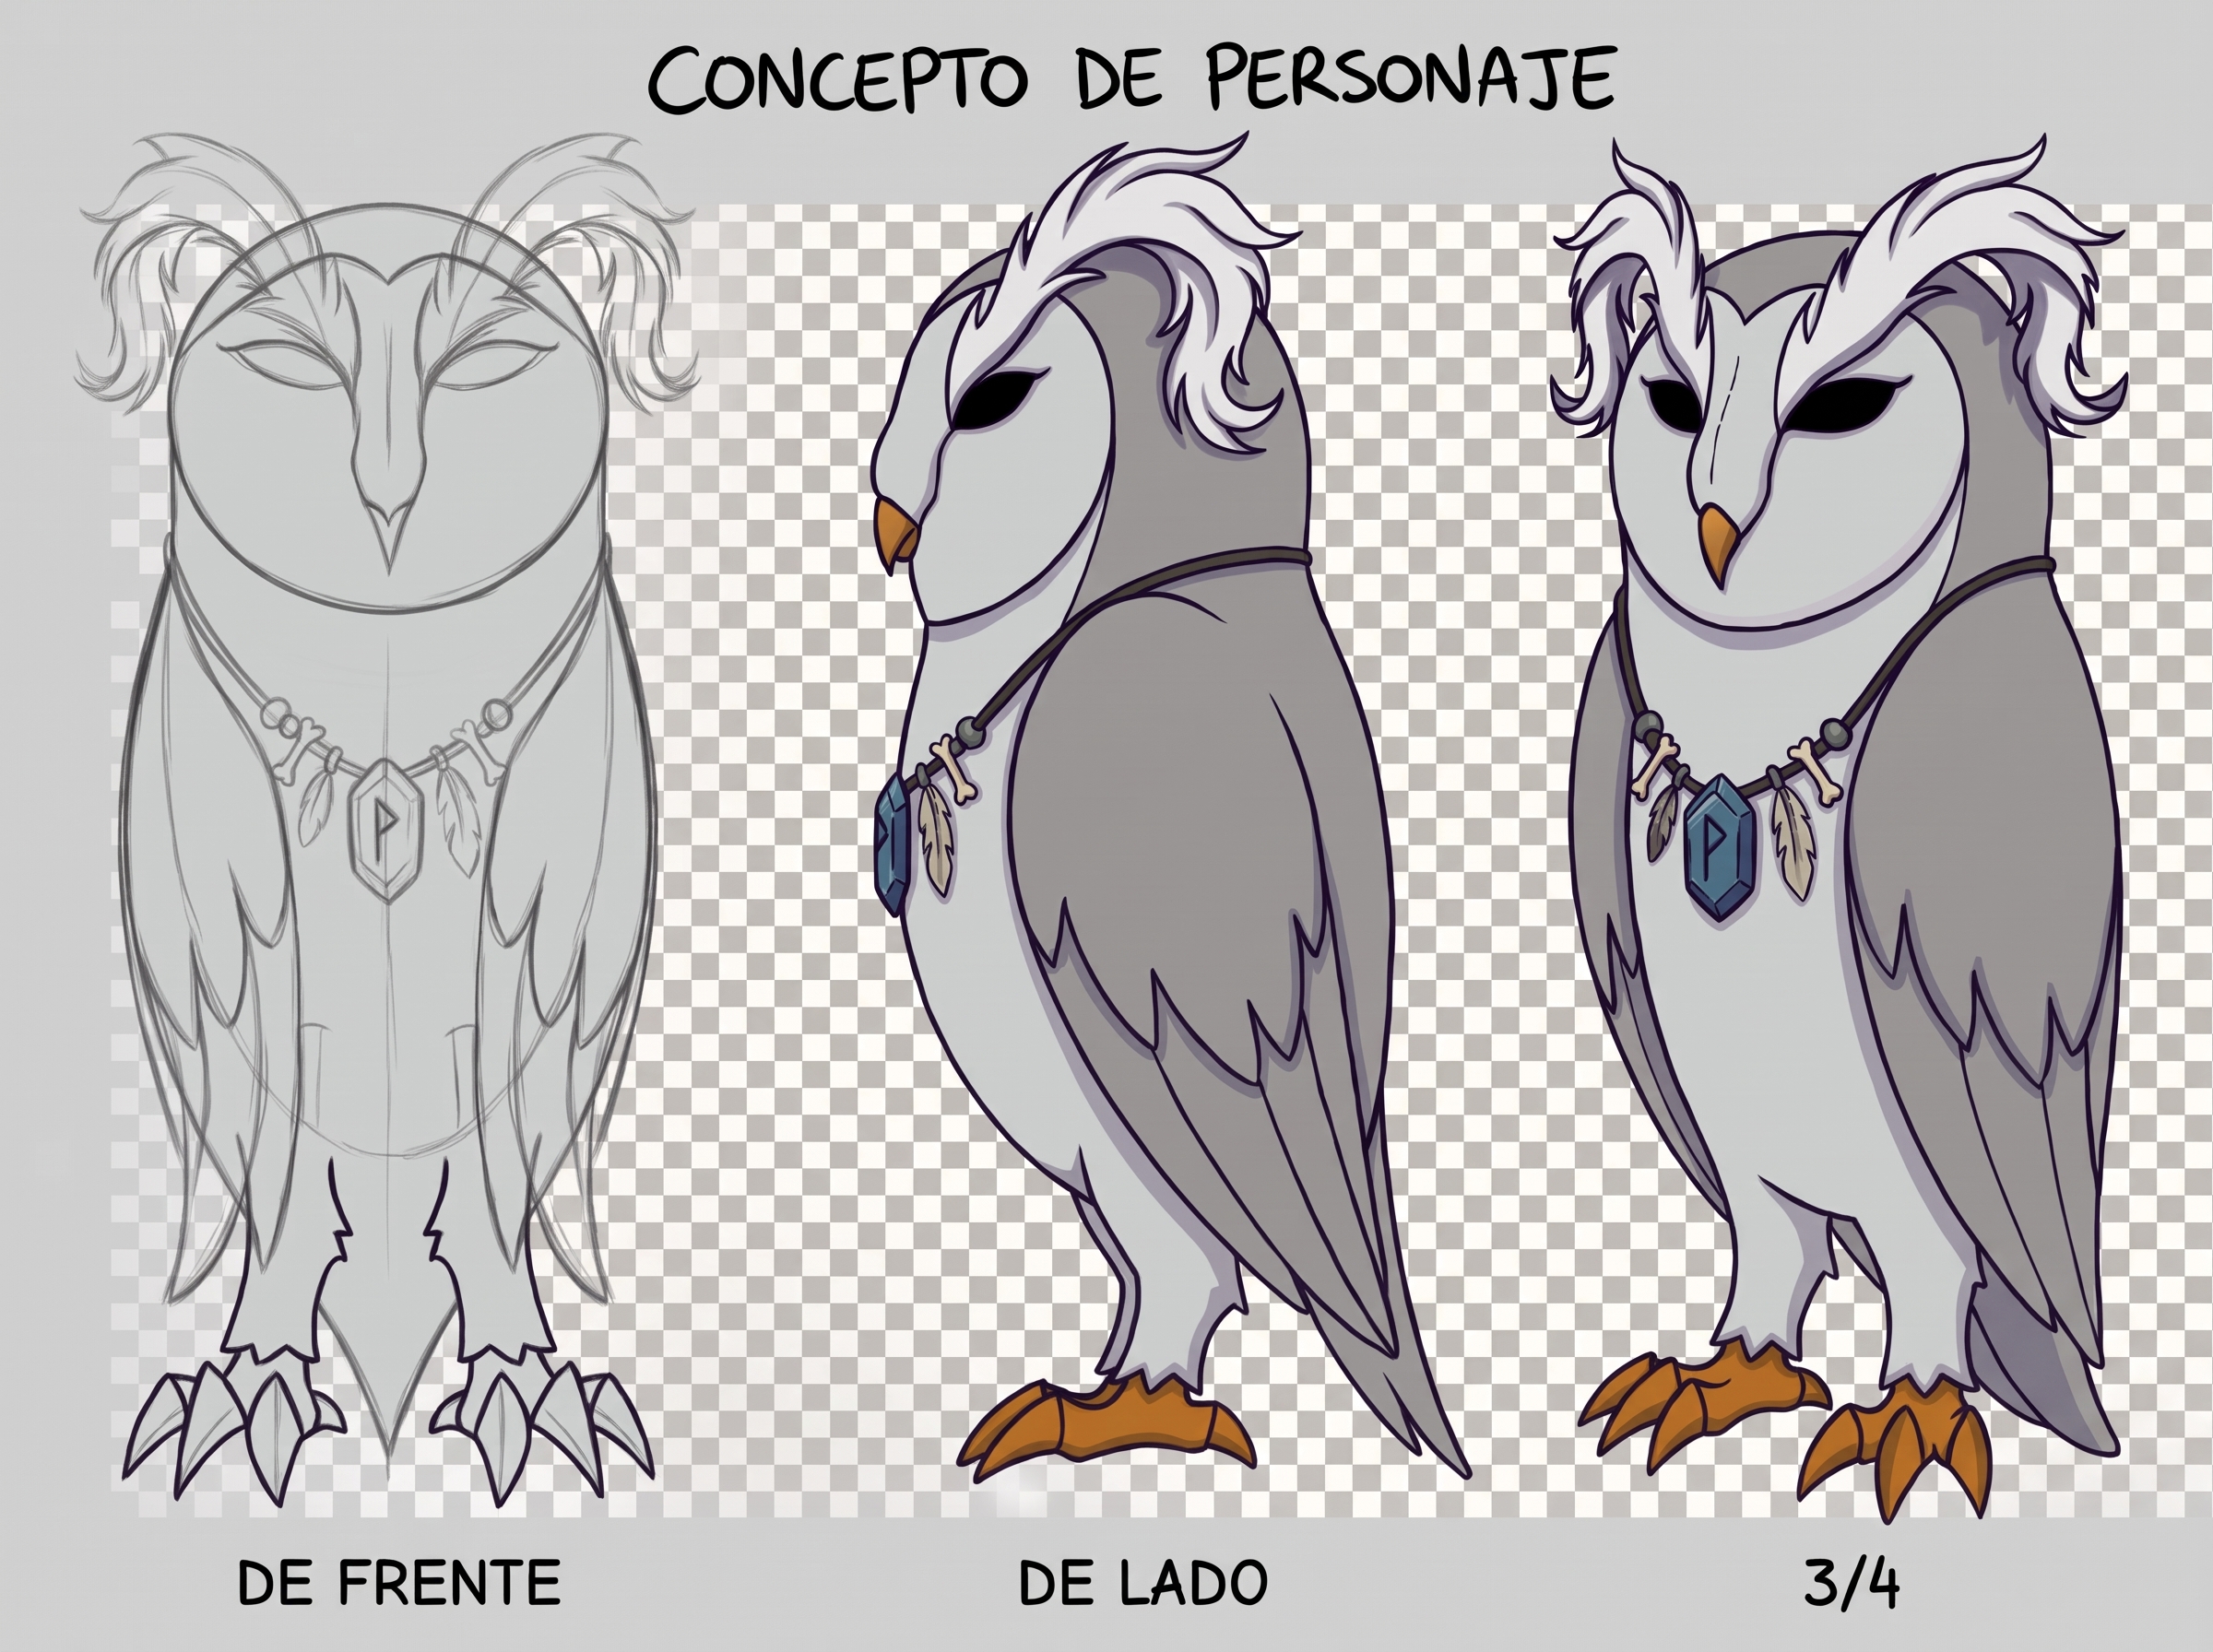 CONCEPTO DE PERSONAJE
ᚹ ᚹ ᚹ
DE FRENTE DE LADO 3/4